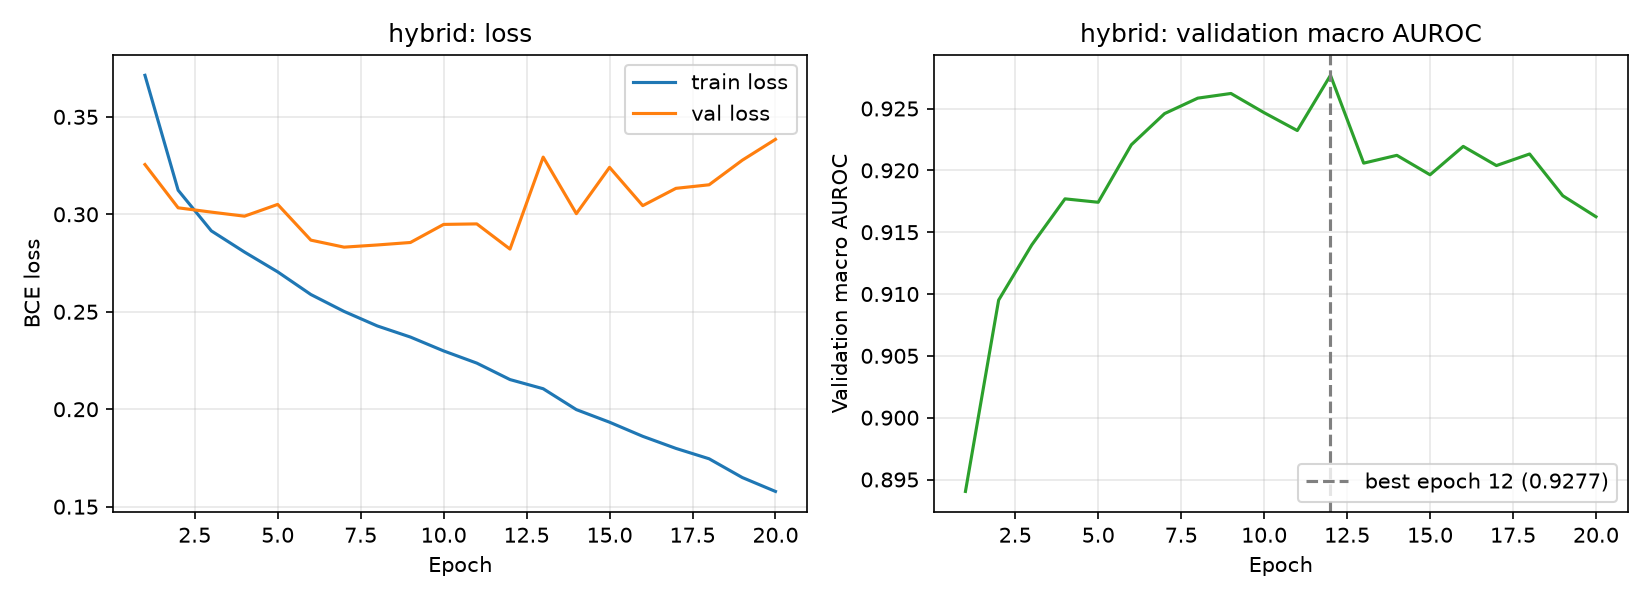 hybrid: loss
train loss
val loss
0.35
0.30
0.25
0.20
0.15
BCE loss
2.5 5.0 7.5 10.0 12.5 15.0 17.5 20.0
Epoch
hybrid: validation macro AUROC
0.925
0.920
0.915
0.910
0.905
0.900
0.895
Validation macro AUROC
best epoch 12 (0.9277)
2.5 5.0 7.5 10.0 12.5 15.0 17.5 20.0
Epoch